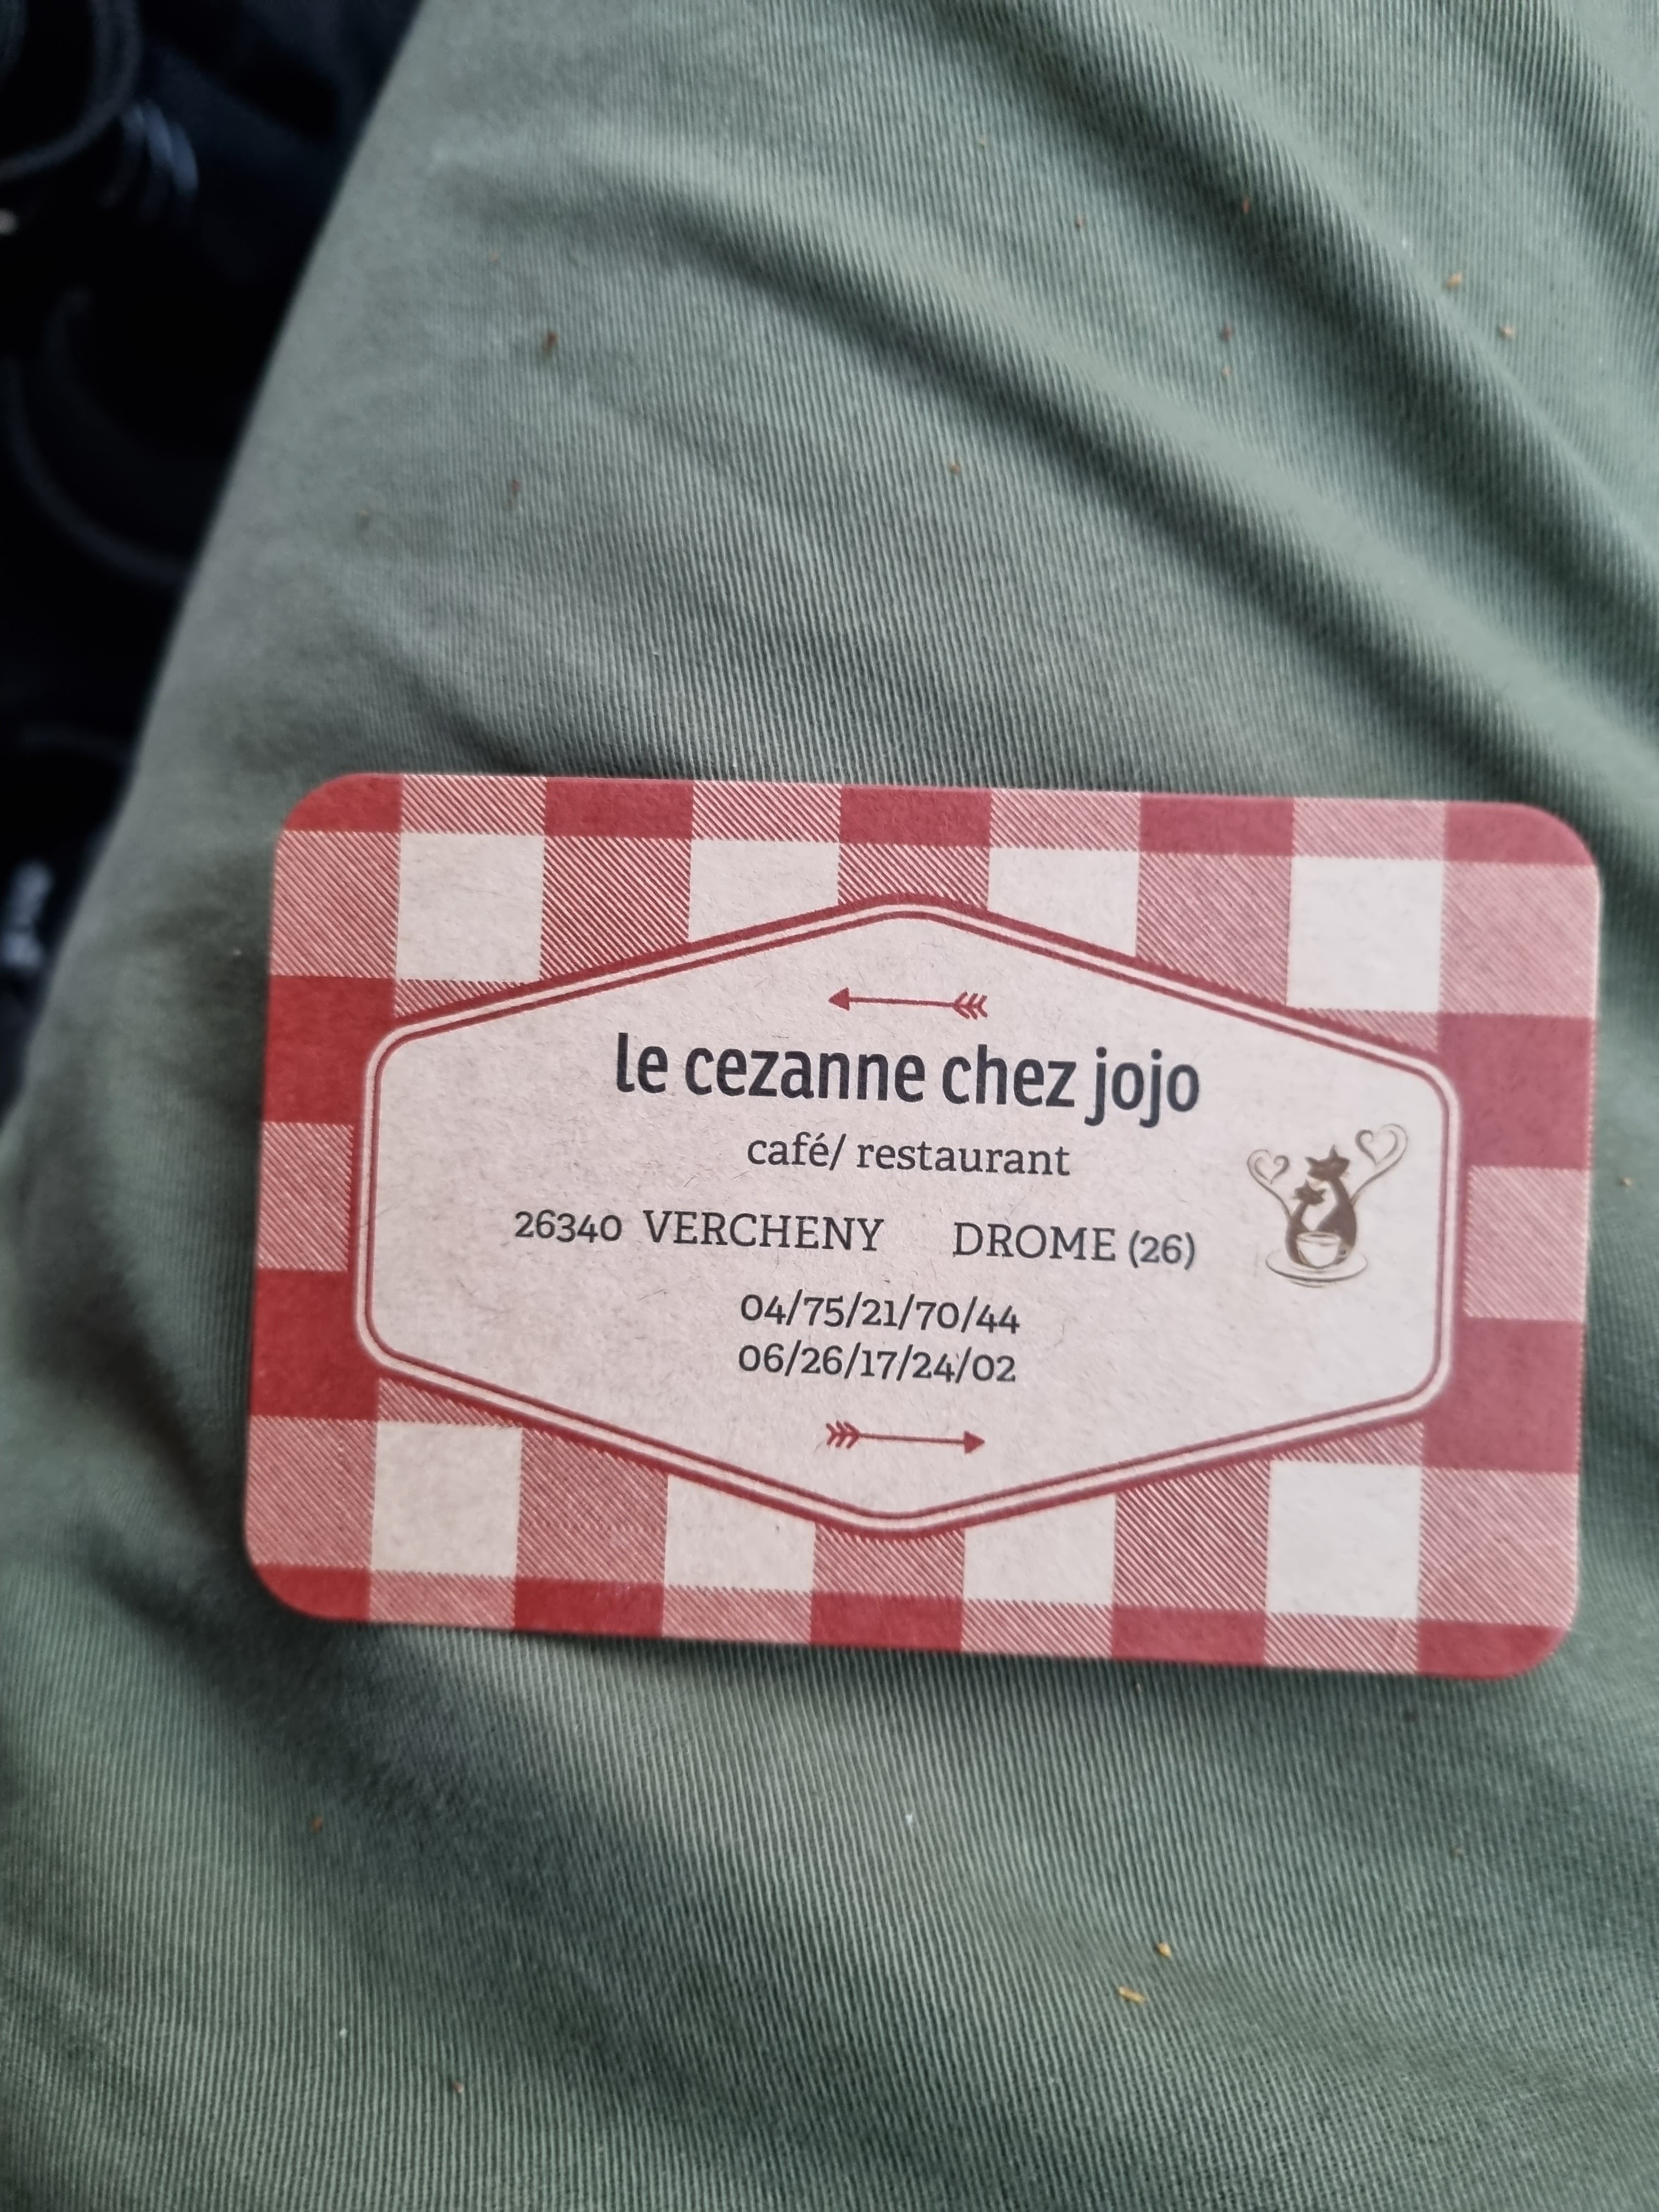 le cezanne chez jojo
café/ restaurant
26340 VERCHENY DROME (26)
04/75/21/70/44
06/26/17/24/02